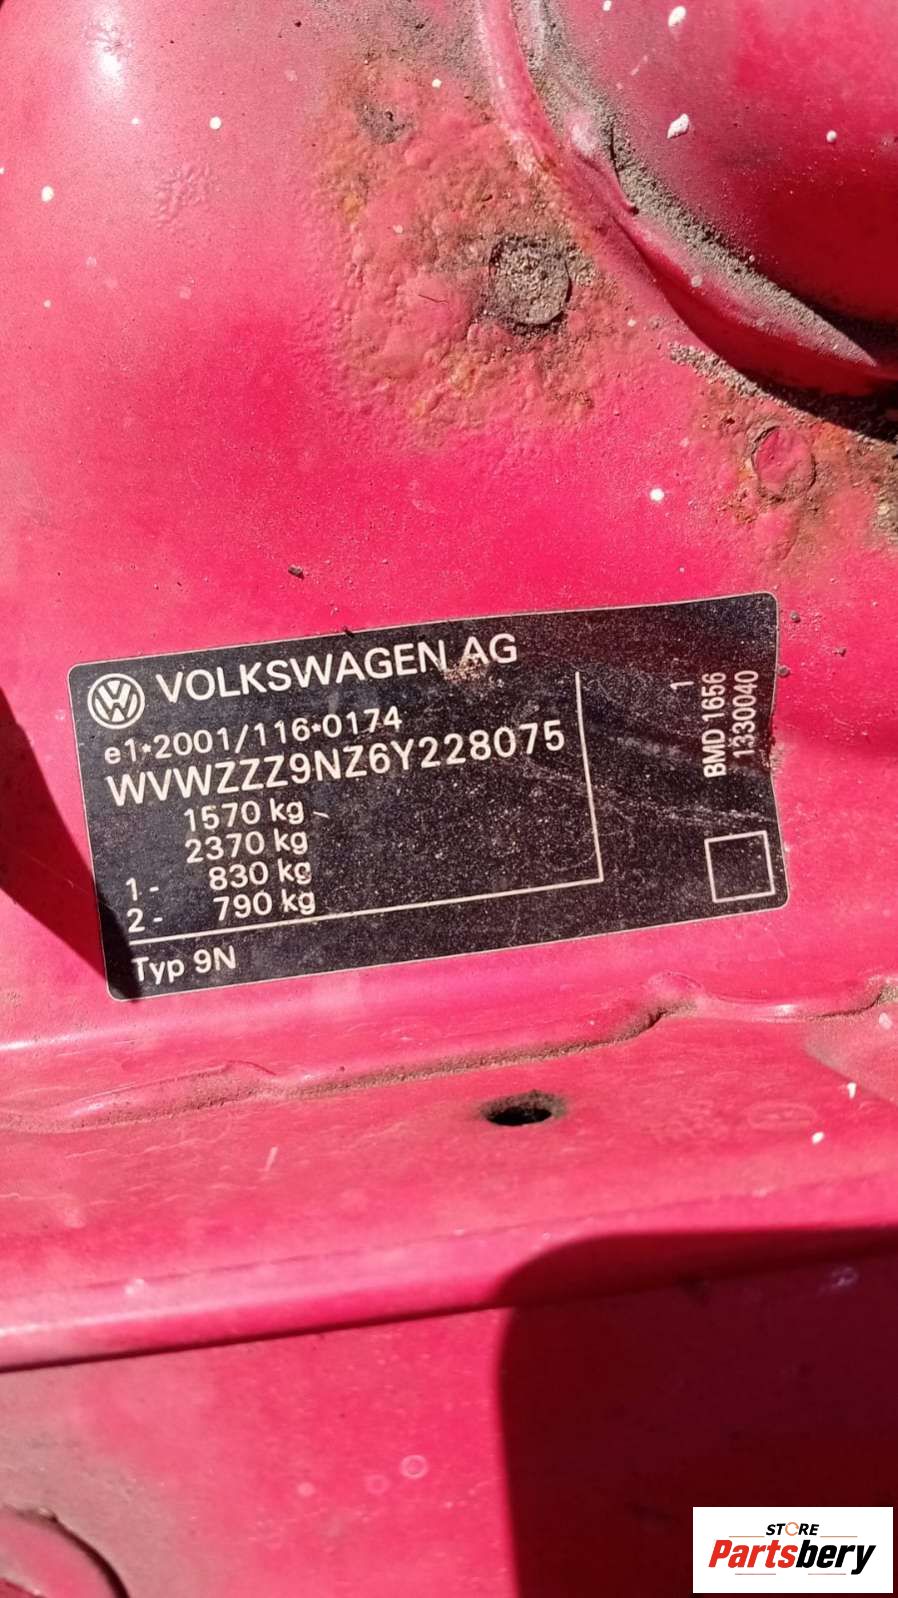 VOLKSWAGEN AG
e1*2001/116*0174
WVWZZZ9NZ6Y228075
1570 kg
2370 kg
1 - 830 kg
2 - 790 kg
Typ 9N
1
BMD 1656
1330040
STORE
Partsbery